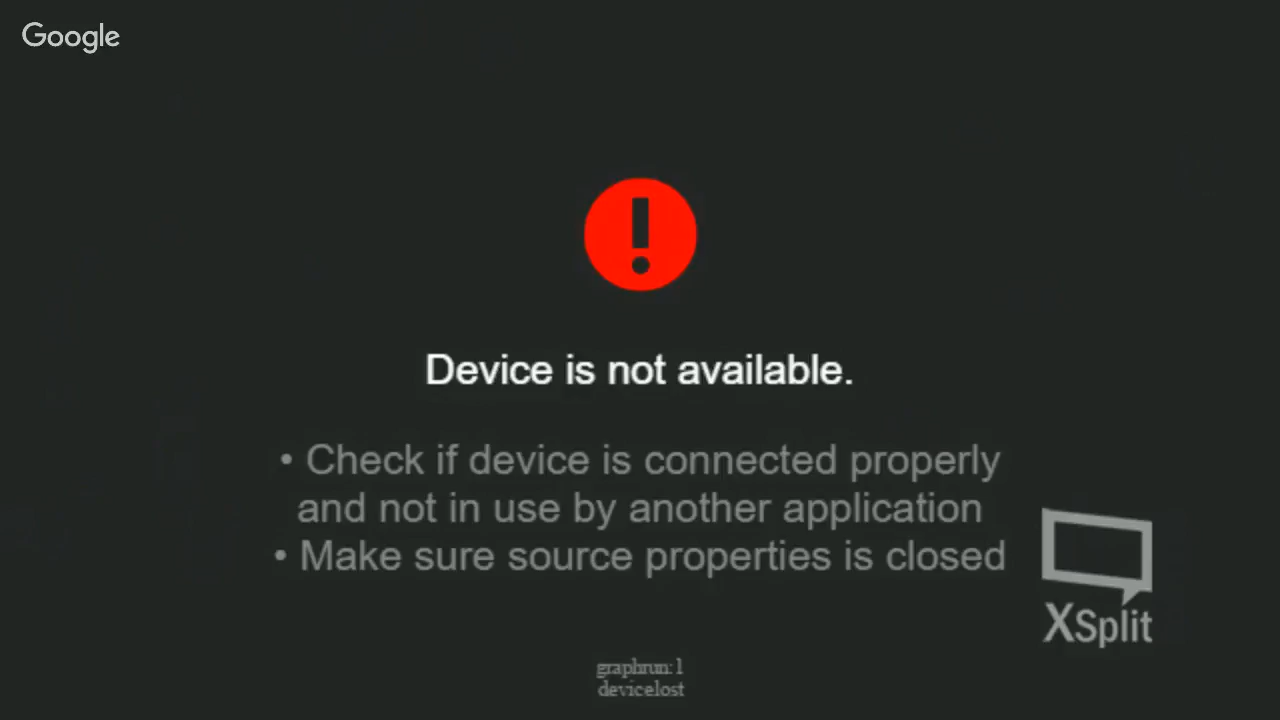 Google
Device is not available.
• Check if device is connected properly
and not in use by another application
• Make sure source properties is closed
XSplit
graphrun:1
devicelost